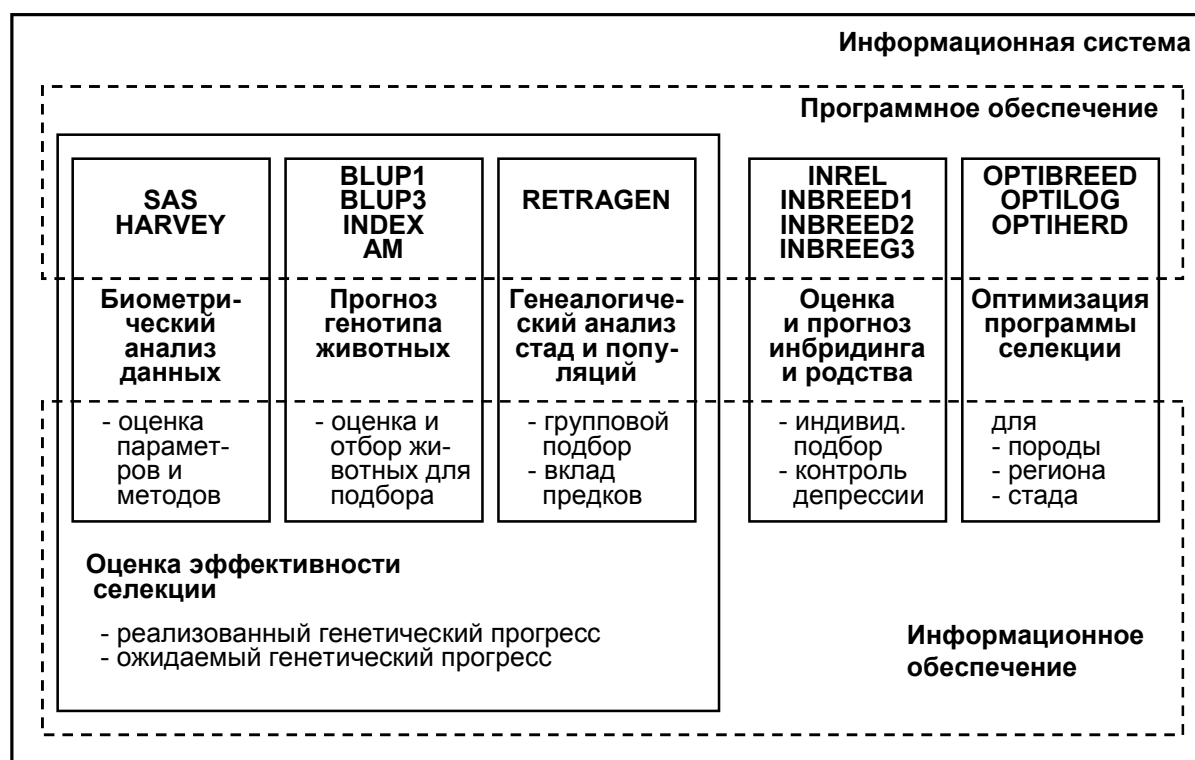 Информационная система
Программное обеспечение
SAS
HARVEY
BLUP1
BLUP3
INDEX
AM
RETRAGEN
INREL
INBREED1
INBREED2
INBREEG3
OPTIBREED
OPTILOG
OPTIHERD
Биометри-
ческий
анализ
данных
Прогноз
генотипа
животных
Генеалогиче-
ский анализ
стад и попу-
ляций
Оценка
и прогноз
инбридинга
и родства
Оптимизация
программы
селекции
- оценка
парамет-
ров и
методов
- оценка и
отбор жи-
вотных для
подбора
- групповой
подбор
- вклад
предков
- индивид.
подбор
- контроль
депрессии
для
- породы
- региона
- стада
Оценка эффективности
селекции
- реализованный генетический прогресс
- ожидаемый генетический прогресс
Информационное
обеспечение